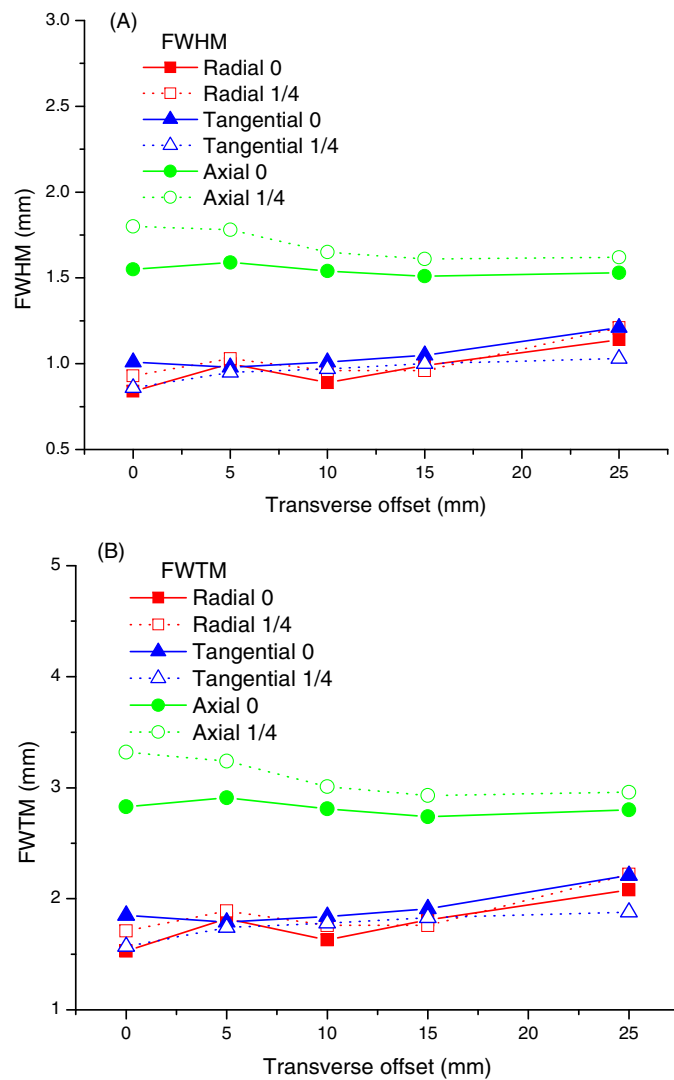 (A)
FWHM
Radial 0
Radial 1/4
Tangential 0
Tangential 1/4
Axial 0
Axial 1/4
3.0
2.5
2.0
1.5
1.0
0.5
FWHM (mm)
0 5 10 15 20 25
Transverse offset (mm)
(B)
FWTM
Radial 0
Radial 1/4
Tangential 0
Tangential 1/4
Axial 0
Axial 1/4
5
4
3
2
1
FWTM (mm)
0 5 10 15 20 25
Transverse offset (mm)